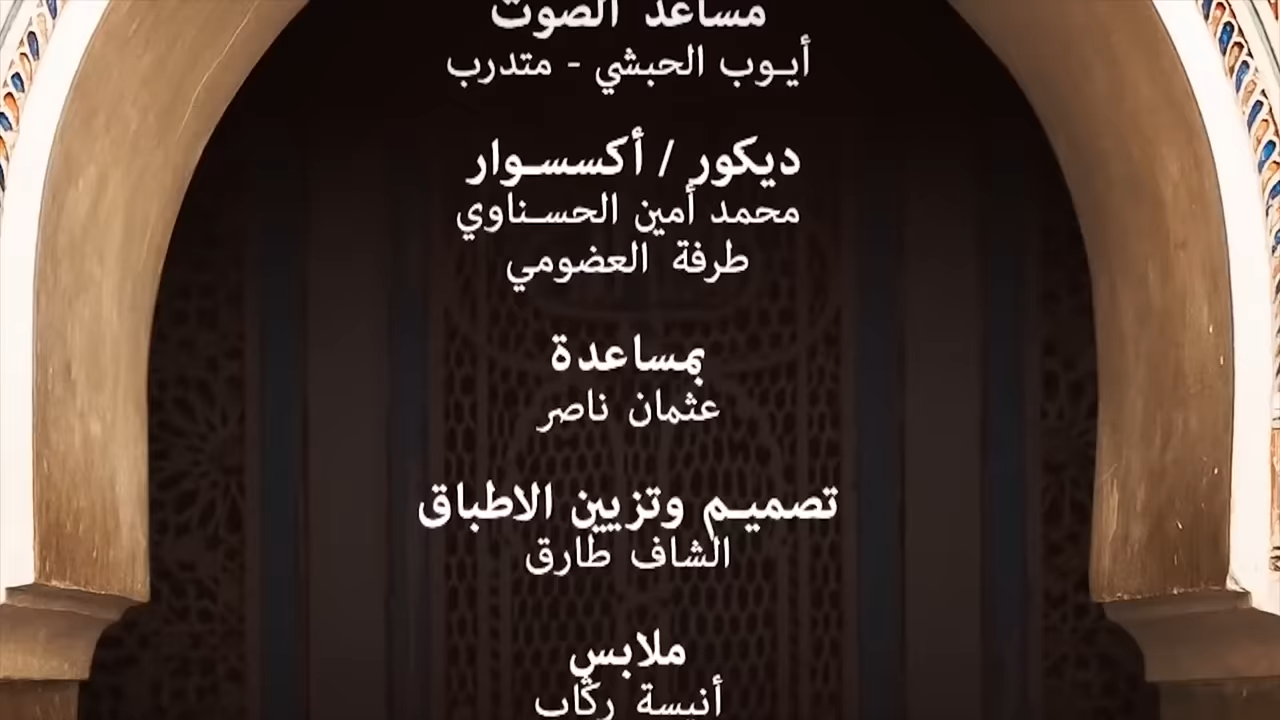 مساعد الصوت
أيوب الحبشي - متدرب
ديكور / أكسسوار
محمد أمين الحسناوي
طرفة العضومي
بمساعدة
عثمان ناصر
تصميم وتزيين الاطباق
الشاف طارق
ملابس
أنيسة ركاب